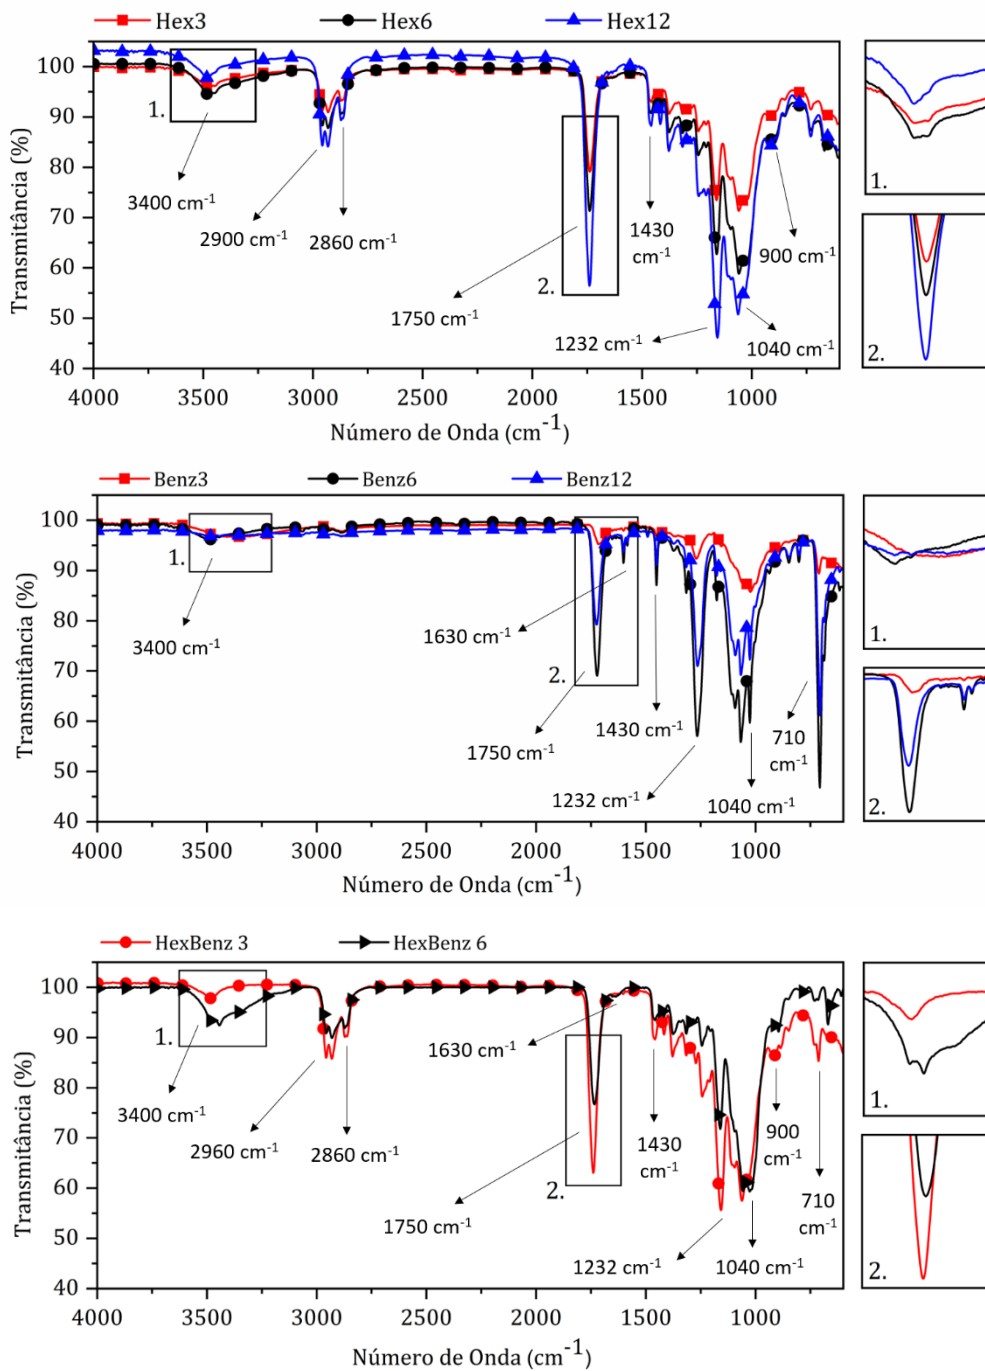 Hex3 Hex6 Hex12
Transmitância (%)
100
90
80
70
60
50
40
4000 3500 3000 2500 2000 1500 1000
Número de Onda (cm-1)
1.
3400 cm-1
2900 cm-1
2860 cm-1
1750 cm-1
2.
1430
cm-1
1232 cm-1
900 cm-1
1040 cm-1
1.
2.
Benz3 Benz6 Benz12
Transmitância (%)
100
90
80
70
60
50
40
4000 3500 3000 2500 2000 1500 1000
Número de Onda (cm-1)
1.
3400 cm-1
1630 cm-1
2.
1750 cm-1
1430 cm-1
1232 cm-1
1040 cm-1
710
cm-1
1.
2.
HexBenz 3 HexBenz 6
Transmitância (%)
100
90
80
70
60
50
40
4000 3500 3000 2500 2000 1500 1000
Número de Onda (cm-1)
1.
3400 cm-1
2960 cm-1
2860 cm-1
1630 cm-1
1750 cm-1
2.
1430
cm-1
1232 cm-1
1040 cm-1
900
cm-1
710
cm-1
1.
2.